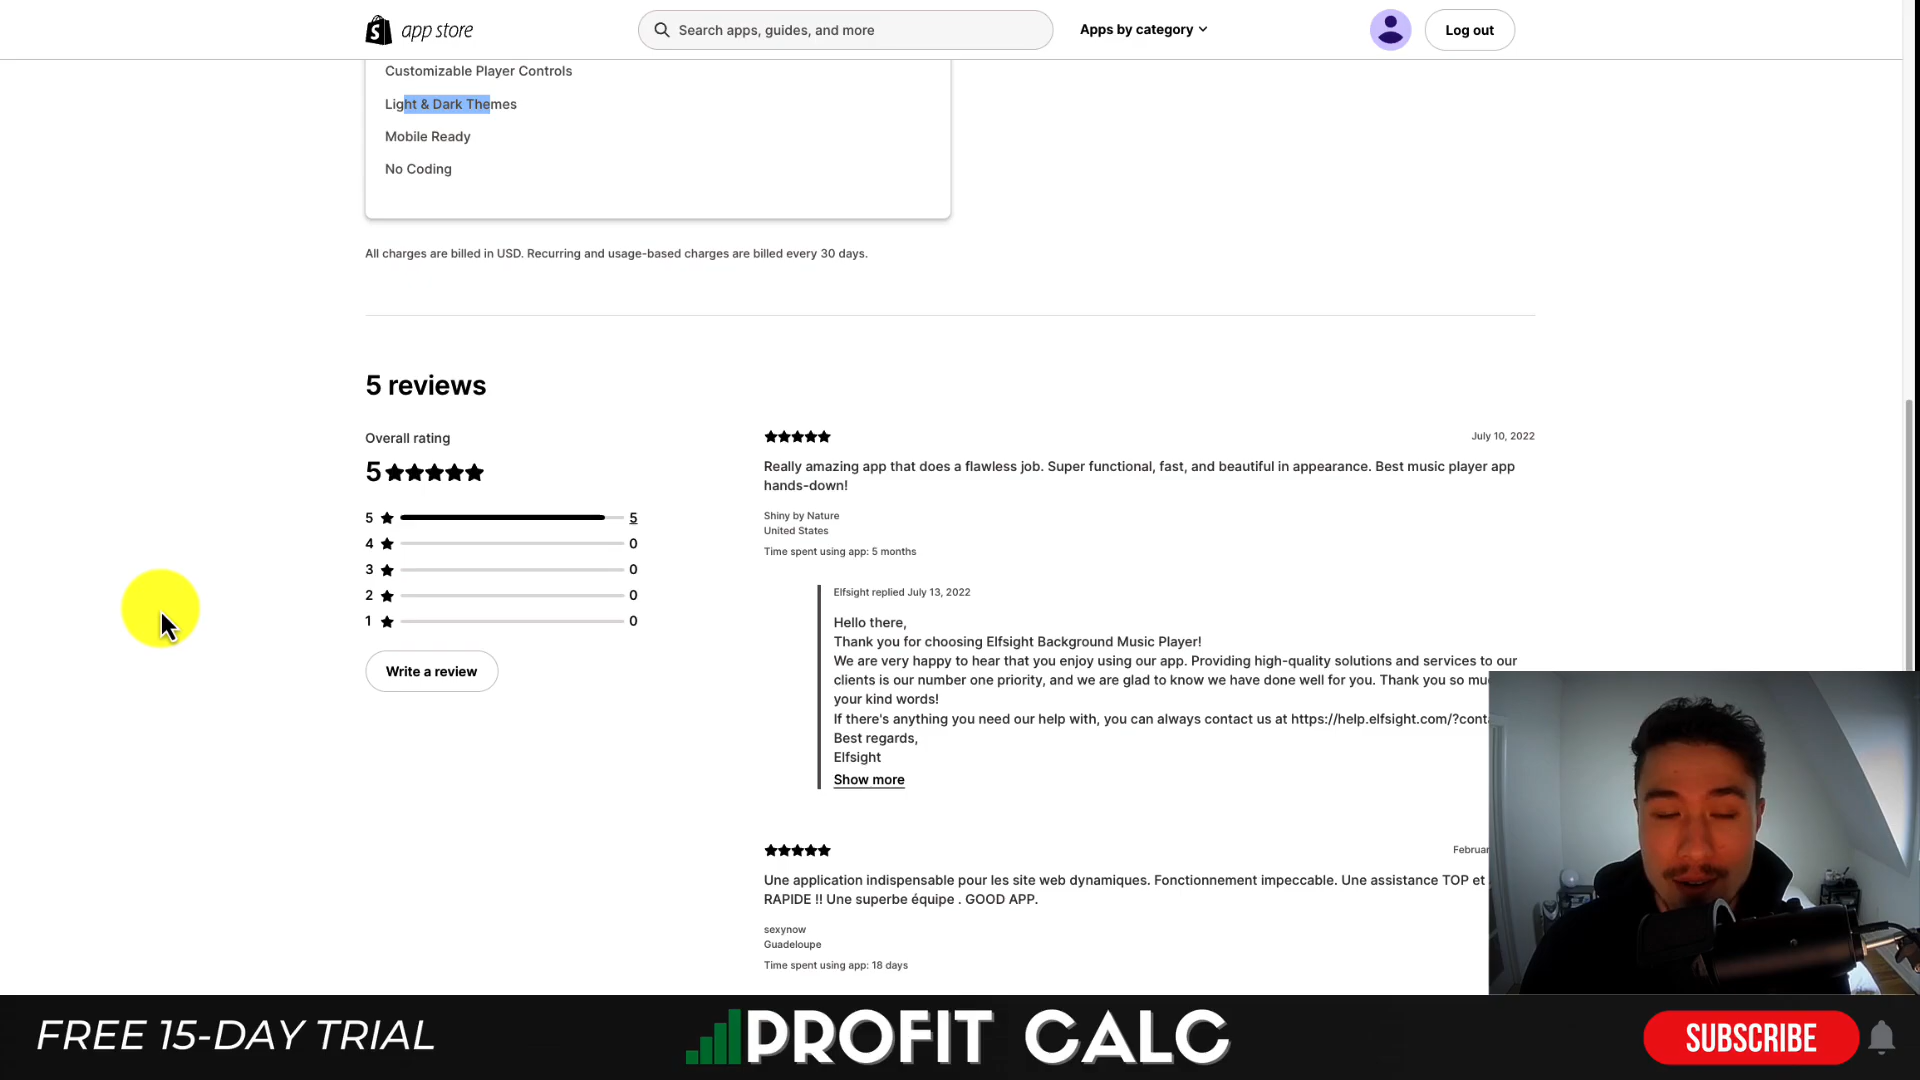 app store
Search apps, guides, and more
Apps by category
Log out
Customizable Player Controls
Light & Dark Themes
Mobile Ready
No Coding
All charges are billed in USD. Recurring and usage-based charges are billed every 30 days.
5 reviews
Overall rating
5
5 5
4 0
3 0
2 0
1 0
Write a review
July 10, 2022
Really amazing app that does a flawless job. Super functional, fast, and beautiful in appearance. Best music player app
hands-down!
Shiny by Nature
United States
Time spent using app: 5 months
Elfsight replied July 13, 2022
Hello there,
Thank you for choosing Elfsight Background Music Player!
We are very happy to hear that you enjoy using our app. Providing high-quality solutions and services to our
clients is our number one priority, and we are glad to know we have done well for you. Thank you so
your kind words!
If there's anything you need our help with, you can always contact us at https://help.elfsight.com/?cont
Best regards,
Elfsight
Show more
Februar
Une application indispensable pour les site web dynamiques. Fonctionnement impeccable. Une assistance TOP et
RAPIDE !! Une superbe équipe . GOOD APP.
sexynow
Guadeloupe
Time spent using app: 18 days
FREE 15-DAY TRIAL
PROFIT CALC
SUBSCRIBE